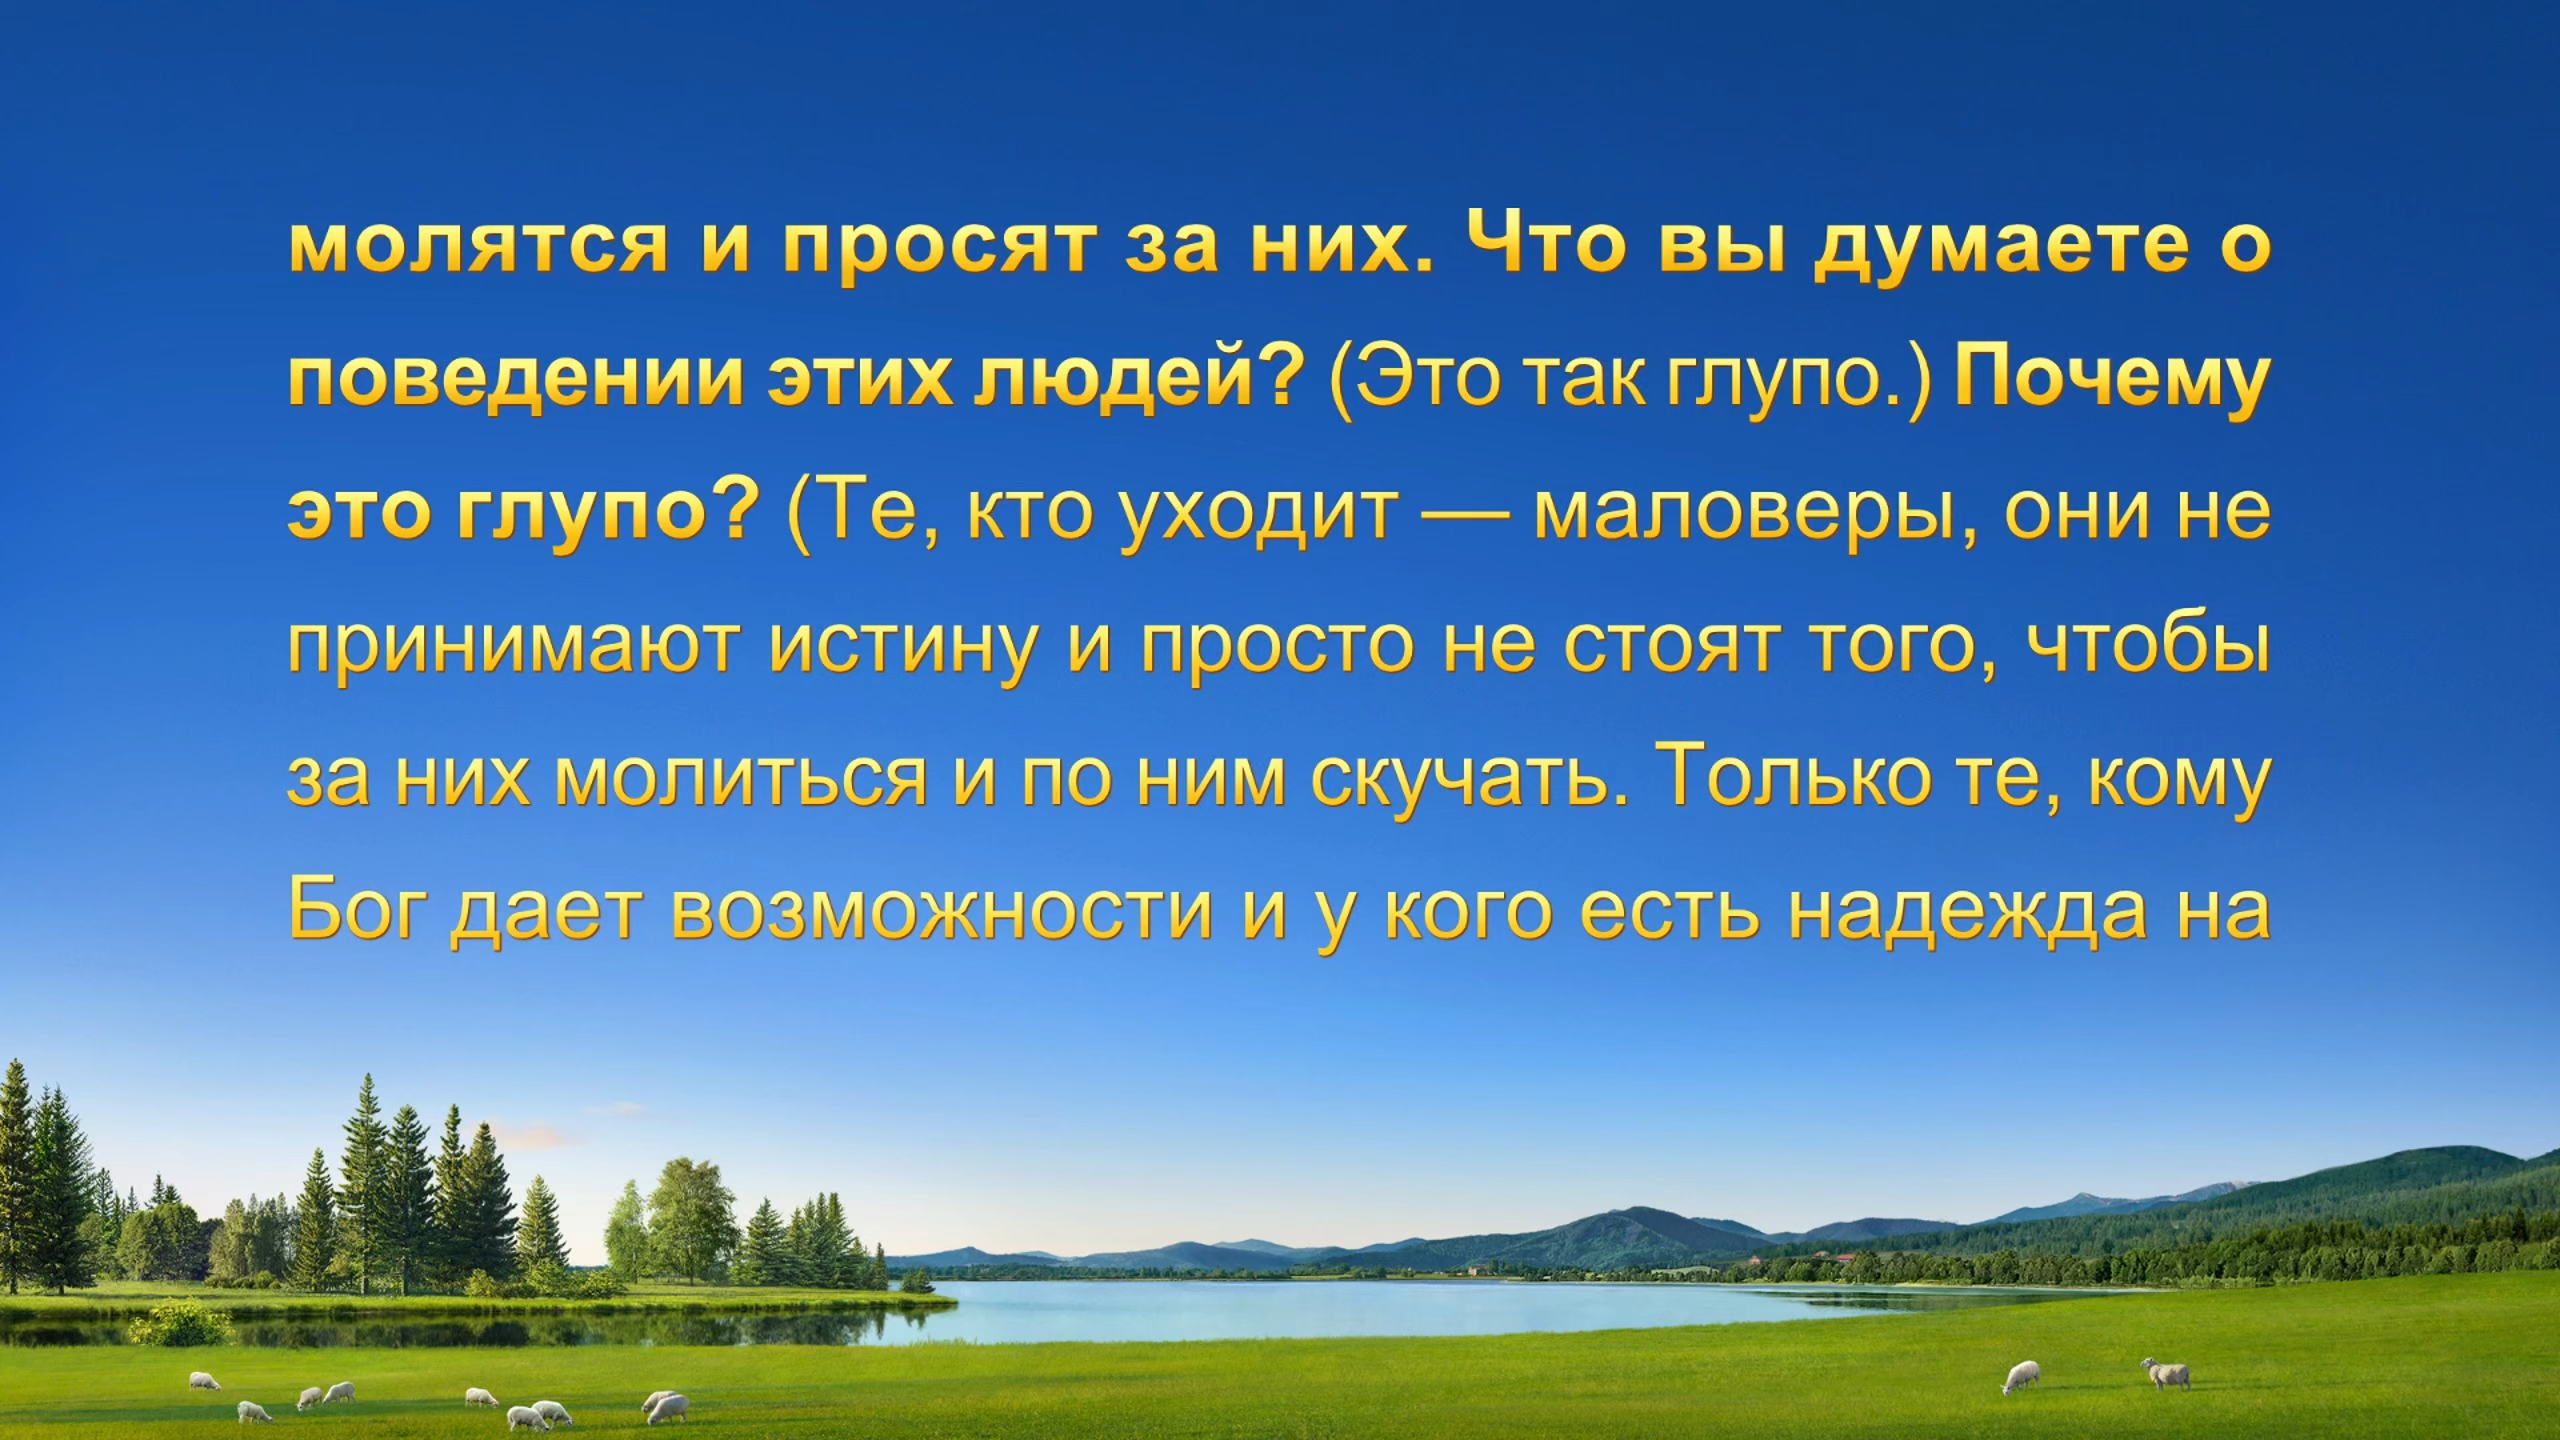 молятся и просят за них. Что вы думаете о
поведении этих людей? (Это так глупо.) Почему
это глупо? (Те, кто уходит — маловеры, они не
принимают истину и просто не стоят того, чтобы
за них молиться и по ним скучать. Только те, кому
Бог дает возможности и у кого есть надежда на